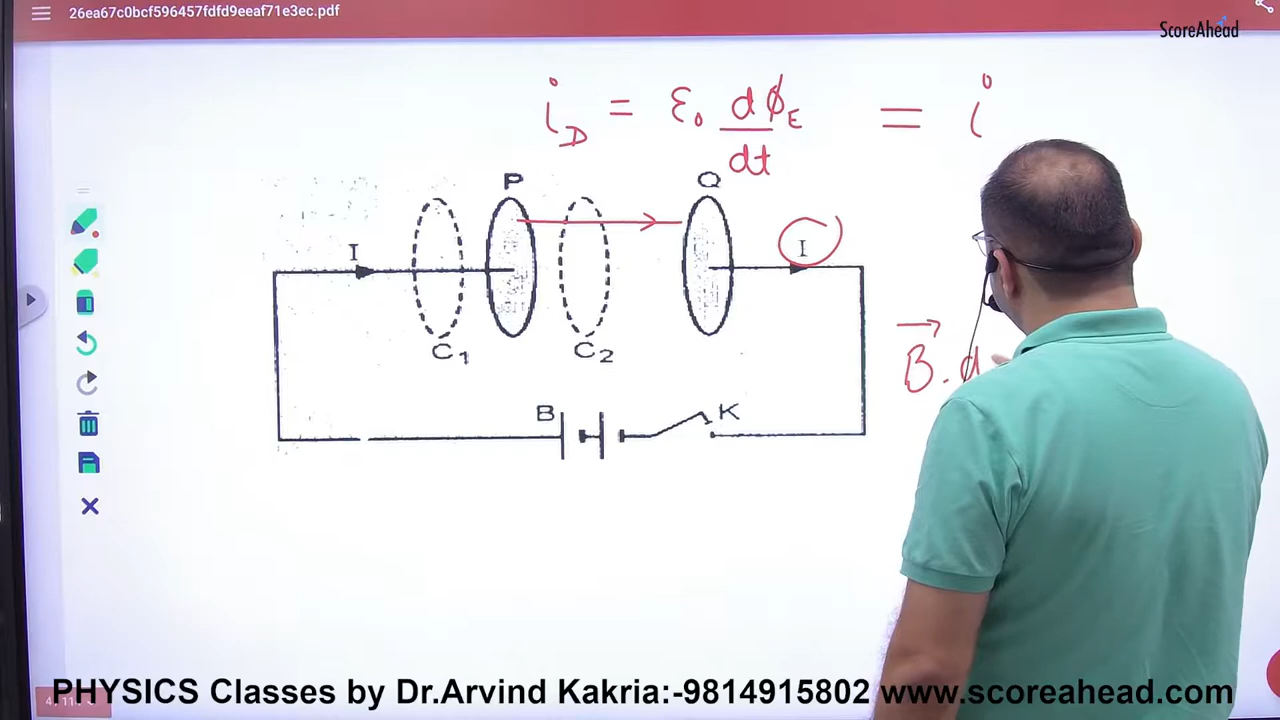 26ea67c0bcf596457fdfd9eeaf71e3ec.pdf
ScoreAhead
i_D = ε₀ dϕ_E/dt = i
P
Q
I
I
C₁
C₂
B
K
B⃗ . d
PHYSICS Classes by Dr.Arvind Kakria:-9814915802 www.scoreahead.com